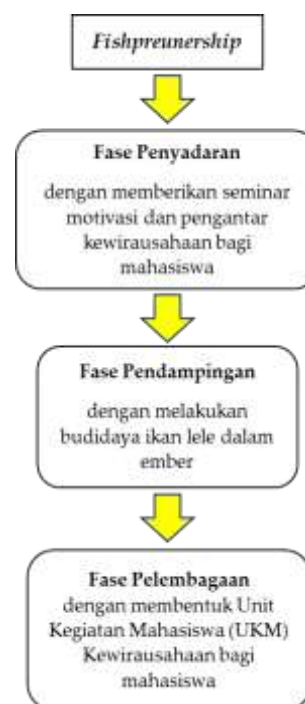 Fishpreunership
Fase Penyadaran
dengan memberikan seminar
motivasi dan pengantar
kewirausahaan bagi
mahasiswa
Fase Pendampingan
dengan melakukan
budidaya ikan lele dalam
ember
Fase Pelembagaan
dengan membentuk Unit
Kegiatan Mahasiswa (UKM)
Kewirausahaan bagi
mahasiswa